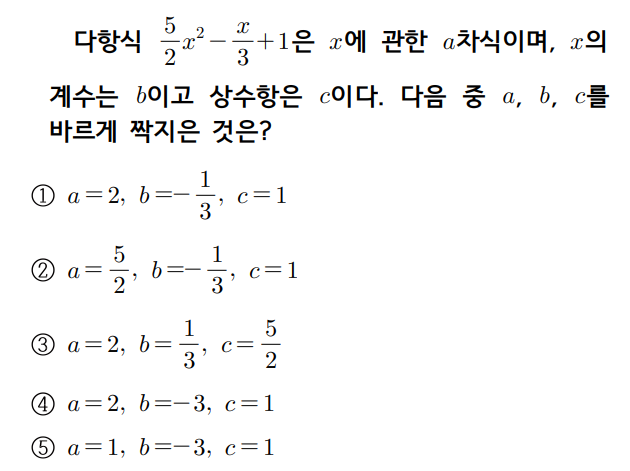 다항식 $\frac{5}{2}x^2-\frac{x}{3}+1$은 $x$에 관한 $a$차식이며, $x$의
계수는 $b$이고 상수항은 $c$이다. 다음 중 $a$, $b$, $c$를
바르게 짝지은 것은?
① $a=2$, $b=-\frac{1}{3}$, $c=1$
② $a=\frac{5}{2}$, $b=-\frac{1}{3}$, $c=1$
③ $a=2$, $b=\frac{1}{3}$, $c=\frac{5}{2}$
④ $a=2$, $b=-3$, $c=1$
⑤ $a=1$, $b=-3$, $c=1$